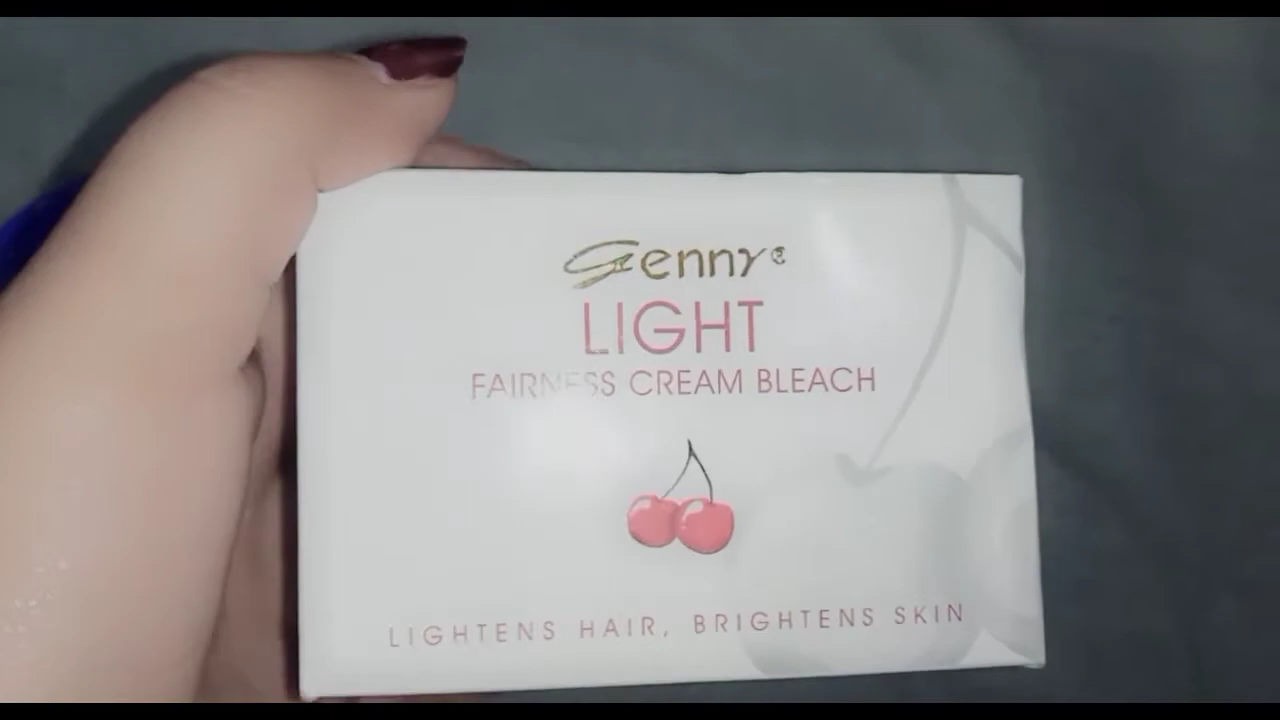 Genny®
LIGHT
FAIRNESS CREAM BLEACH
LIGHTENS HAIR, BRIGHTENS SKIN